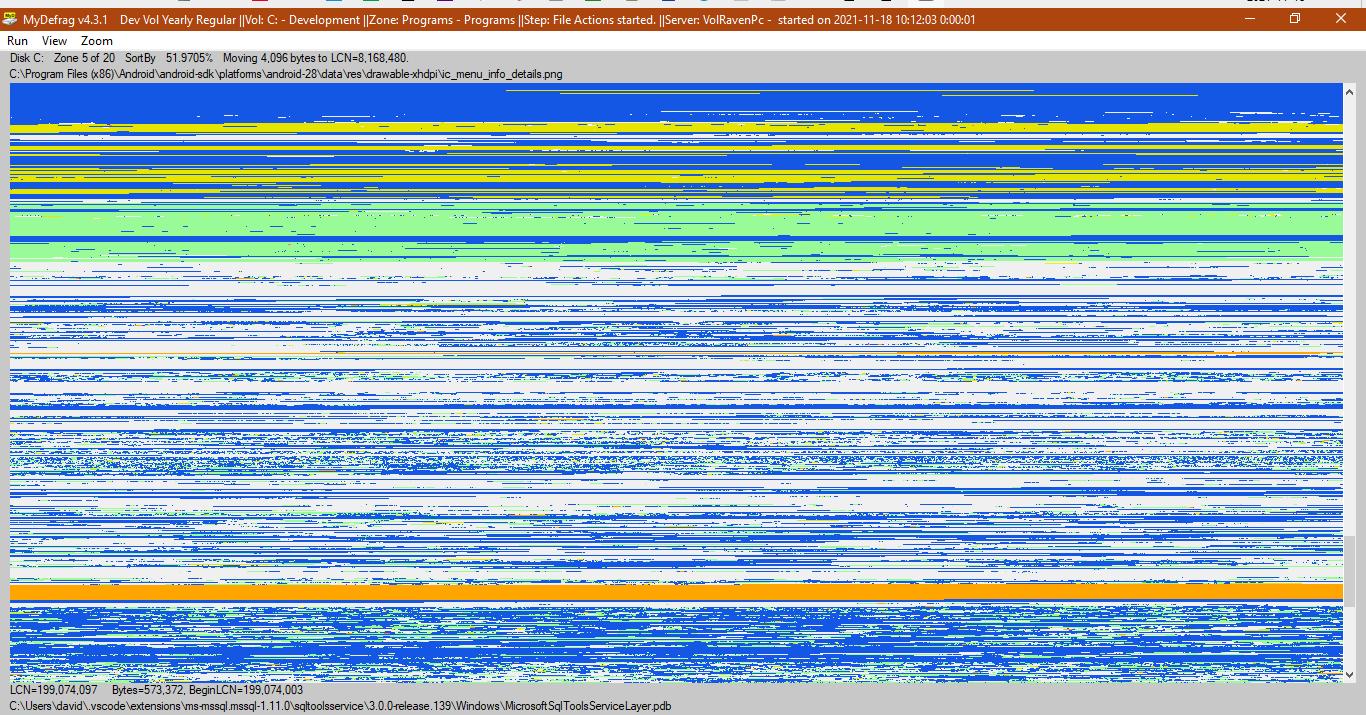 MyDefrag v4.3.1 Dev Vol Yearly Regular ||Vol: C: - Development ||Zone: Programs - Programs ||Step: File Actions started. ||Server: VolRavenPc - started on 2021-11-18 10:12:03 0:00:01
Run View Zoom
Disk C: Zone 5 of 20 SortBy 51.9705% Moving 4,096 bytes to LCN=8,168,480.
C:\Program Files (x86)\Android\android-sdk\platforms\android-28\data\res\drawable-xhdpi\ic_menu_info_details.png
LCN=199,074,097 Bytes=573,372, BeginLCN=199,074,003
C:\Users\david\.vscode\extensions\ms-mssql.mssql-1.11.0\sqltoolsservice\3.0.0-release.139\Windows\MicrosoftSqlToolsServiceLayer.pdb